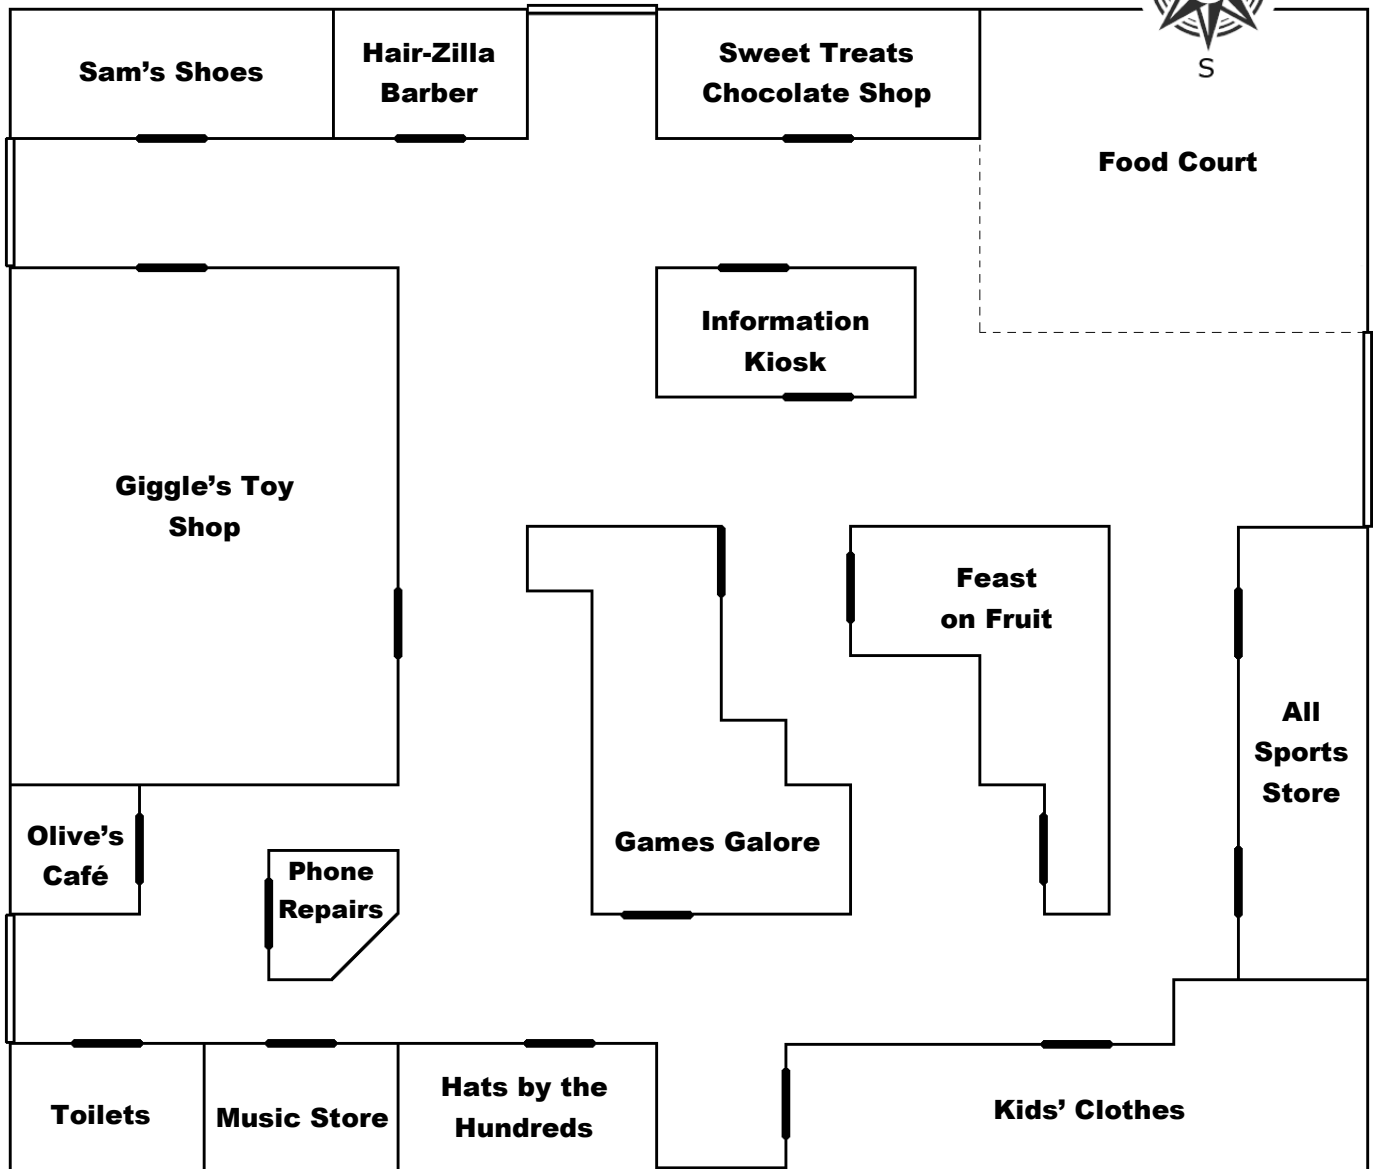 S
Sam’s Shoes
Hair-Zilla
Barber
Sweet Treats
Chocolate Shop
Food Court
Information
Kiosk
Giggle’s Toy
Shop
Feast
on Fruit
All
Sports
Store
Olive’s
Café
Phone
Repairs
Games Galore
Toilets
Music Store
Hats by the
Hundreds
Kids’ Clothes